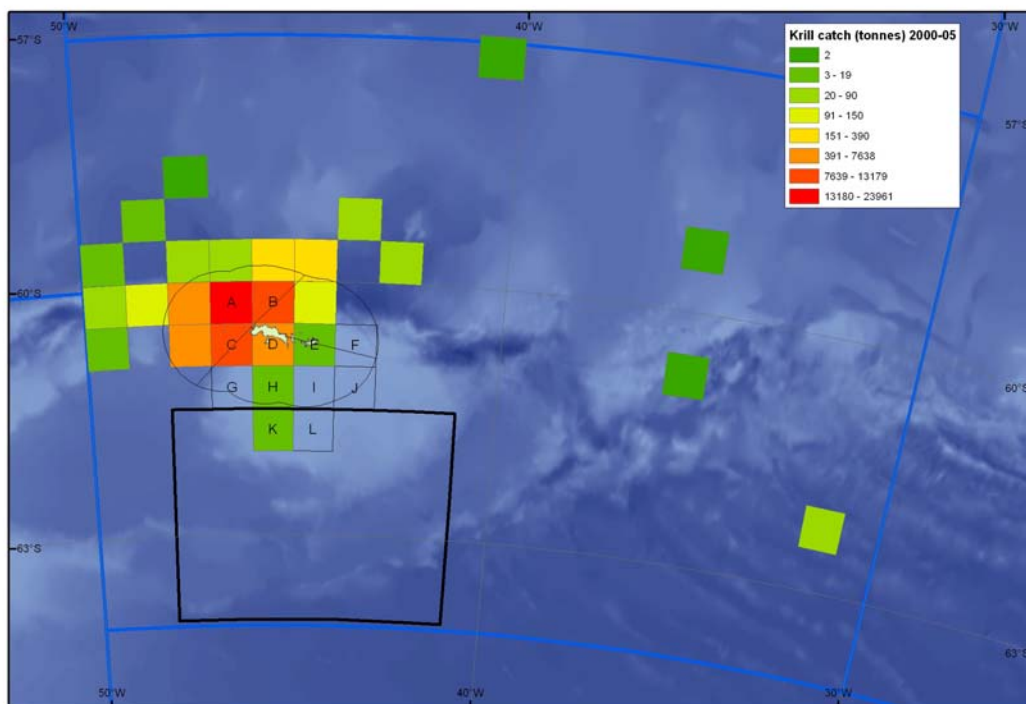 50°W
40°W
30°W
57°S
Krill catch (tonnes) 2000-05
2
3 - 19
20 - 90
91 - 150
151 - 390
391 - 7638
7639 - 13179
13180 - 23961
57°S
60°S
A B
C D E F
G H I J
K L
60°S
63°S
63°S
50°W
40°W
30°W